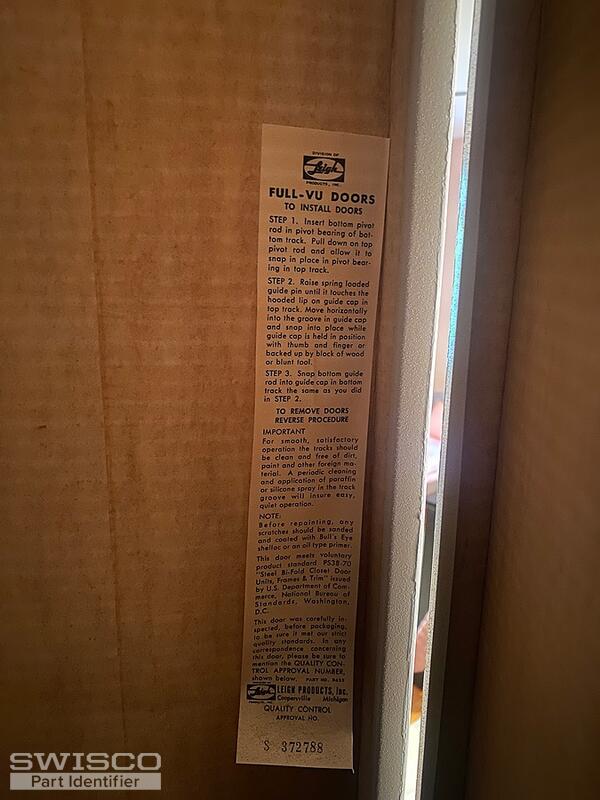 DIVISION OF
Leigh
PRODUCTS, INC.
FULL-VU DOORS
TO INSTALL DOORS
STEP 1. Insert bottom pivot
rod in pivot bearing of bot-
tom track. Pull down on top
pivot rod and allow it to
snap in place in pivot bear-
ing in top track.
STEP 2. Raise spring loaded
guide pin until it touches the
hooded lip on guide cap in
top track. Move horizontally
into the groove in guide cap
and snap into place while
guide cap is held in position
with thumb and finger or
backed up by block of wood
or blunt tool.
STEP 3. Snap bottom guide
rod into guide cap in bottom
track the same as you did
in STEP 2.
TO REMOVE DOORS
REVERSE PROCEDURE
IMPORTANT
For smooth, satisfactory
operation the tracks should
be clean and free of dirt,
paint and other foreign ma-
terial. A periodic cleaning
and application of paraffin
or silicone spray in the track
groove will insure easy,
quiet operation.
NOTE:
Before repainting, any
scratches should be sanded
and coated with Bull's Eye
shellac or an oil type primer.
This door meets voluntary
product standard PS38-70
"Steel Bi-Fold Closet Door
Units, Frames & Trim" issued
by U.S. Department of Com-
merce, National Bureau of
Standards, Washington,
D.C.
This door was carefully in-
spected, before packaging,
to be sure it met our strict
quality standards. In any
correspondence concerning
this door, please be sure to
mention the QUALITY CON-
TROL APPROVAL NUMBER,
shown below. PART NO.
Leigh LEIGH PRODUCTS, Inc.
PRODUCTS, INC. Coopersville Michigan
QUALITY CONTROL
APPROVAL NO.
S 372788
SWISCO
Part Identifier